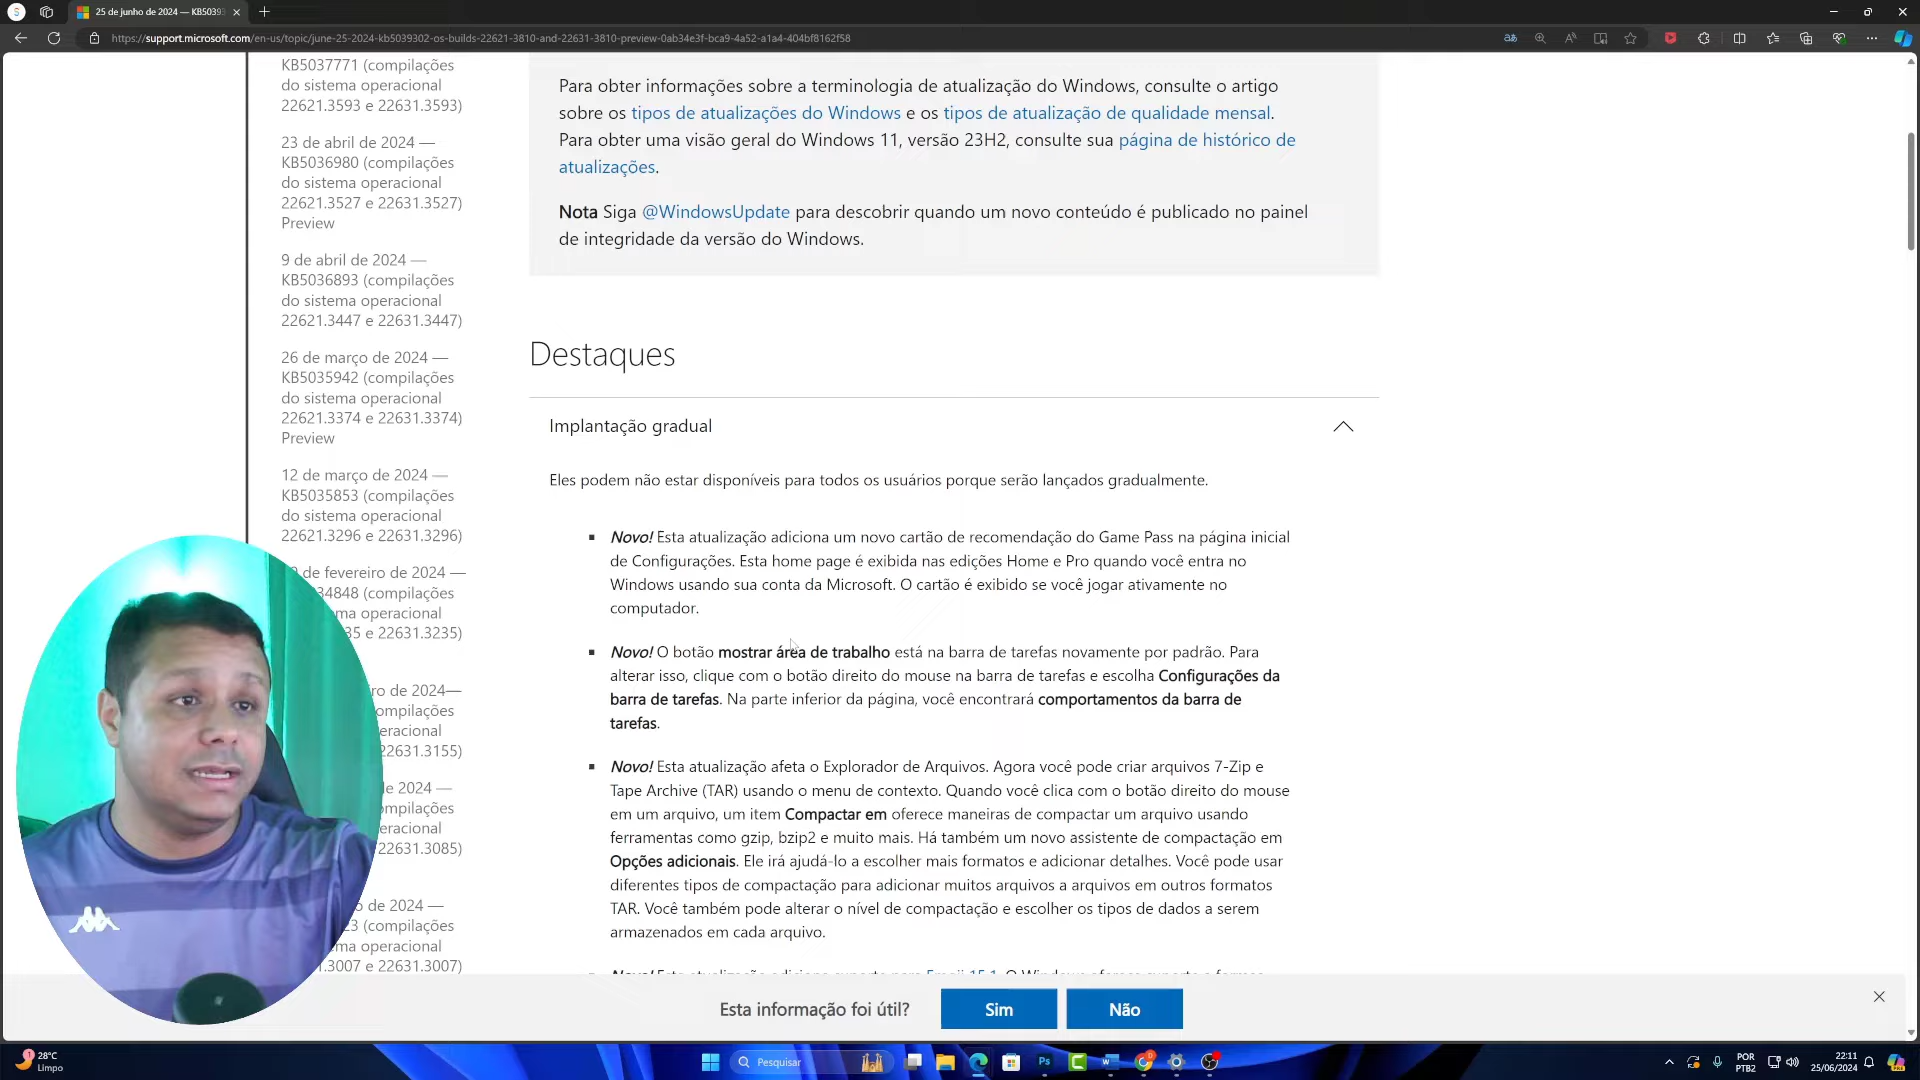 25 de junho de 2024 — KB50393
https://support.microsoft.com/en-us/topic/june-25-2024-kb5039302-os-builds-22621-3810-and-22631-3810-preview-0ab34e3f-bca9-4a52-a1a4-404bf8162f58
KB5037771 (compilações
do sistema operacional
22621.3593 e 22631.3593)
23 de abril de 2024 —
KB5036980 (compilações
do sistema operacional
22621.3527 e 22631.3527)
Preview
9 de abril de 2024 —
KB5036893 (compilações
do sistema operacional
22621.3447 e 22631.3447)
26 de março de 2024 —
KB5035942 (compilações
do sistema operacional
22621.3374 e 22631.3374)
Preview
12 de março de 2024 —
KB5035853 (compilações
do sistema operacional
22621.3296 e 22631.3296)
de fevereiro de 2024 —
34848 (compilações
ma operacional
35 e 22631.3235)
ro de 2024—
ompilações
eracional
22631.3155)
e 2024 —
ompilações
eracional
22631.3085)
o de 2024 —
23 (compilações
ma operacional
1.3007 e 22631.3007)
Para obter informações sobre a terminologia de atualização do Windows, consulte o artigo
sobre os tipos de atualizações do Windows e os tipos de atualização de qualidade mensal.
Para obter uma visão geral do Windows 11, versão 23H2, consulte sua página de histórico de
atualizações.
Nota Siga @WindowsUpdate para descobrir quando um novo conteúdo é publicado no painel
de integridade da versão do Windows.
Destaques
Implantação gradual
Eles podem não estar disponíveis para todos os usuários porque serão lançados gradualmente.
▪ Novo! Esta atualização adiciona um novo cartão de recomendação do Game Pass na página inicial
de Configurações. Esta home page é exibida nas edições Home e Pro quando você entra no
Windows usando sua conta da Microsoft. O cartão é exibido se você jogar ativamente no
computador.
▪ Novo! O botão mostrar área de trabalho está na barra de tarefas novamente por padrão. Para
alterar isso, clique com o botão direito do mouse na barra de tarefas e escolha Configurações da
barra de tarefas. Na parte inferior da página, você encontrará comportamentos da barra de
tarefas.
▪ Novo! Esta atualização afeta o Explorador de Arquivos. Agora você pode criar arquivos 7-Zip e
Tape Archive (TAR) usando o menu de contexto. Quando você clica com o botão direito do mouse
em um arquivo, um item Compactar em oferece maneiras de compactar um arquivo usando
ferramentas como gzip, bzip2 e muito mais. Há também um novo assistente de compactação em
Opções adicionais. Ele irá ajudá-lo a escolher mais formatos e adicionar detalhes. Você pode usar
diferentes tipos de compactação para adicionar muitos arquivos a arquivos em outros formatos
TAR. Você também pode alterar o nível de compactação e escolher os tipos de dados a serem
armazenados em cada arquivo.
Esta informação foi útil?
Sim
Não
28°C
Limpo
Pesquisar
POR
PTB2
22:11
25/06/2024